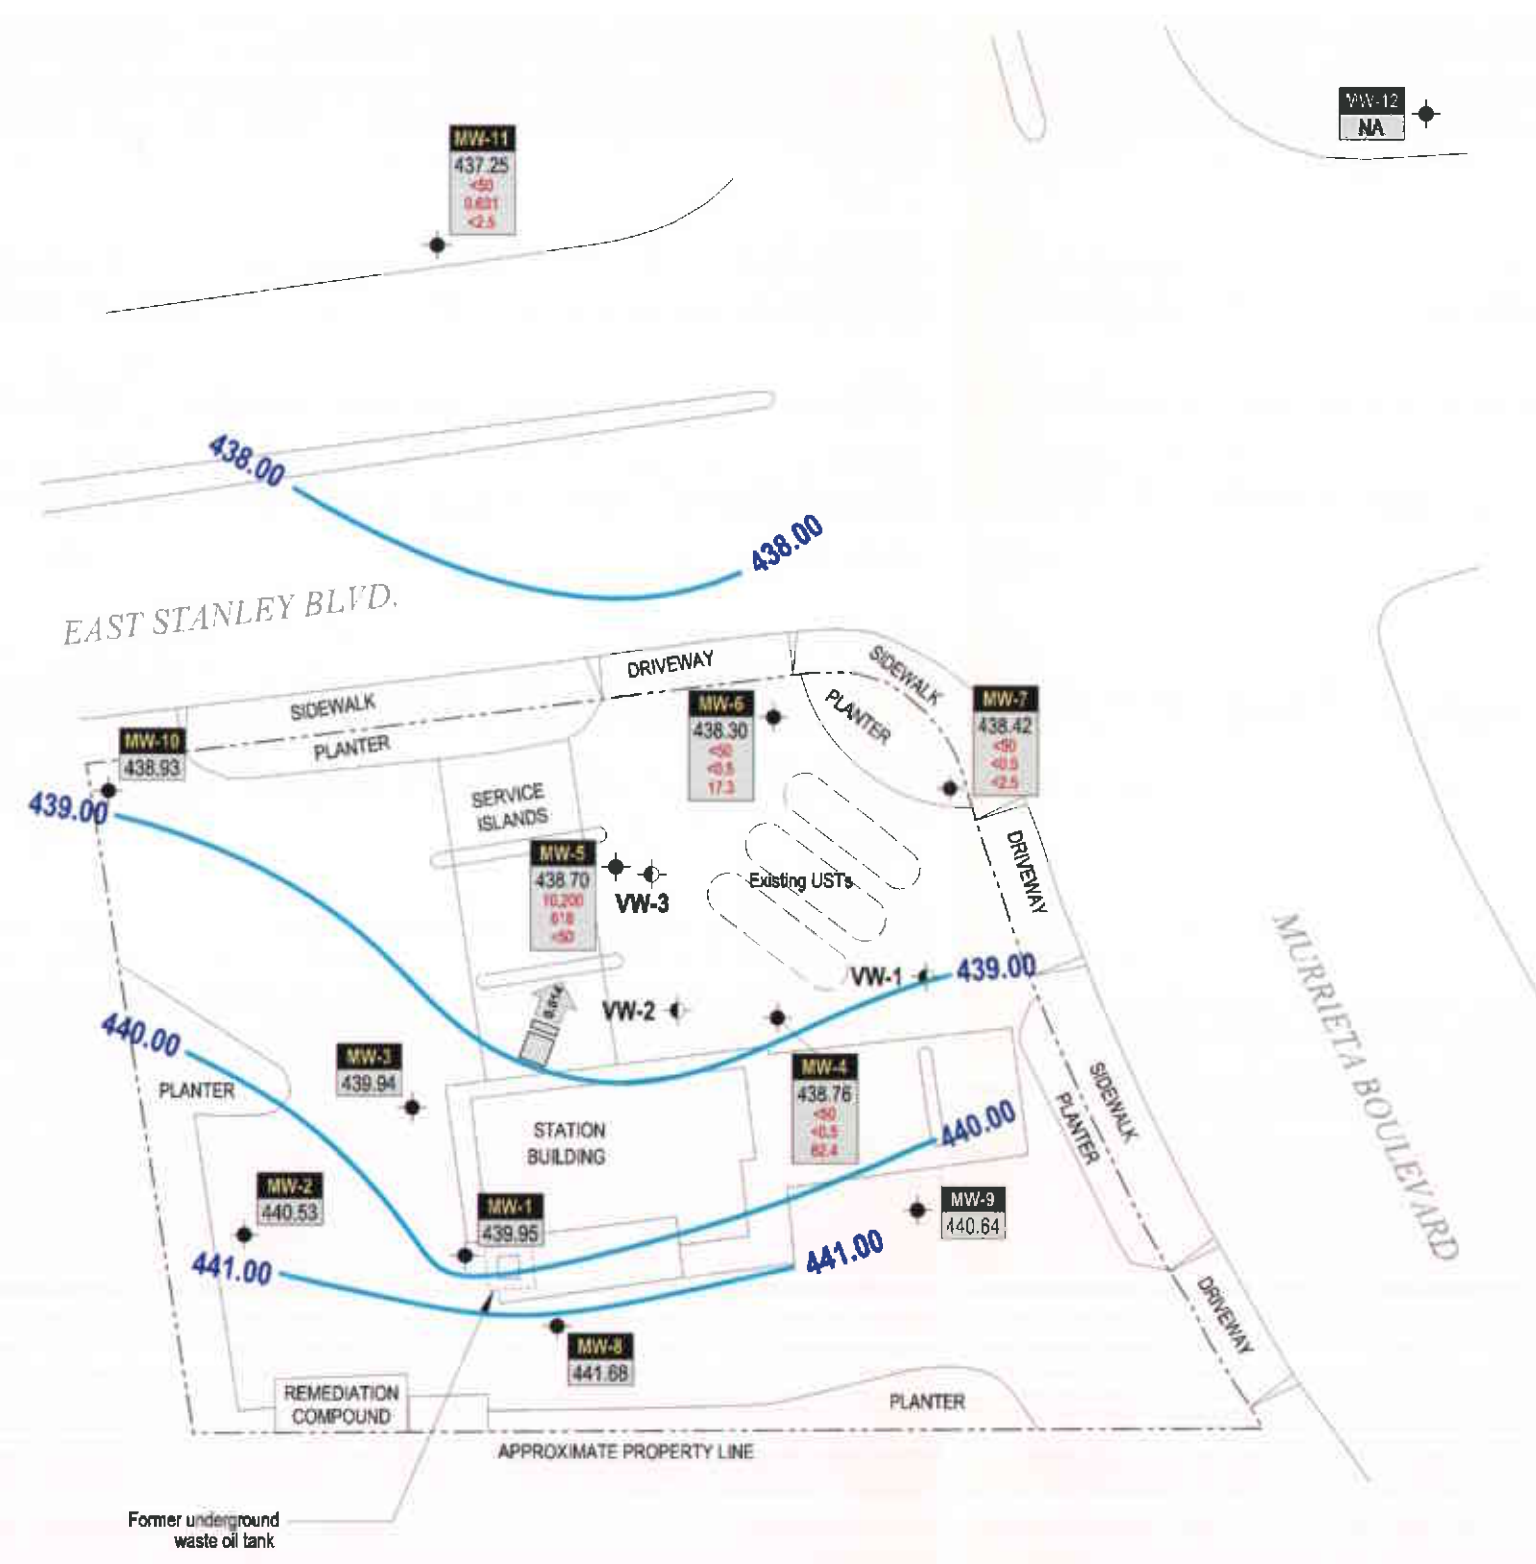 MW-12
NA
MW-11
437.25
<50
0.631
<2.5
438.00
438.00
EAST STANLEY BLVD.
DRIVEWAY
SIDEWALK
SIDEWALK
PLANTER
PLANTER
MW-6
438.30
<50
<0.5
17.3
MW-7
438.42
<50
<0.5
<2.5
MW-10
438.93
439.00
SERVICE
ISLANDS
MW-5
438.70
10,200
618
<50
VW-3
Existing USTs
DRIVEWAY
MURRIETA BOULEVARD
VW-1
439.00
VW-2
0.014
440.00
MW-3
439.94
PLANTER
STATION
BUILDING
MW-4
438.76
<50
<0.5
62.4
440.00
SIDEWALK
PLANTER
MW-2
440.53
MW-1
439.95
MW-9
440.64
441.00
441.00
DRIVEWAY
MW-8
441.68
REMEDIATION
COMPOUND
PLANTER
APPROXIMATE PROPERTY LINE
Former underground
waste oil tank